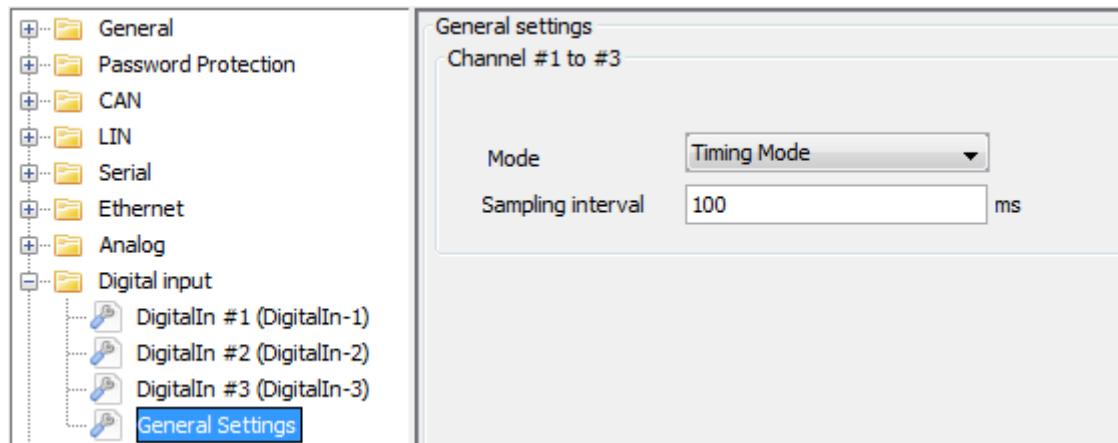 General
Password Protection
CAN
LIN
Serial
Ethernet
Analog
Digital input
DigitalIn #1 (DigitalIn-1)
DigitalIn #2 (DigitalIn-2)
DigitalIn #3 (DigitalIn-3)
General Settings
General settings
Channel #1 to #3
Mode Timing Mode
Sampling interval 100 ms